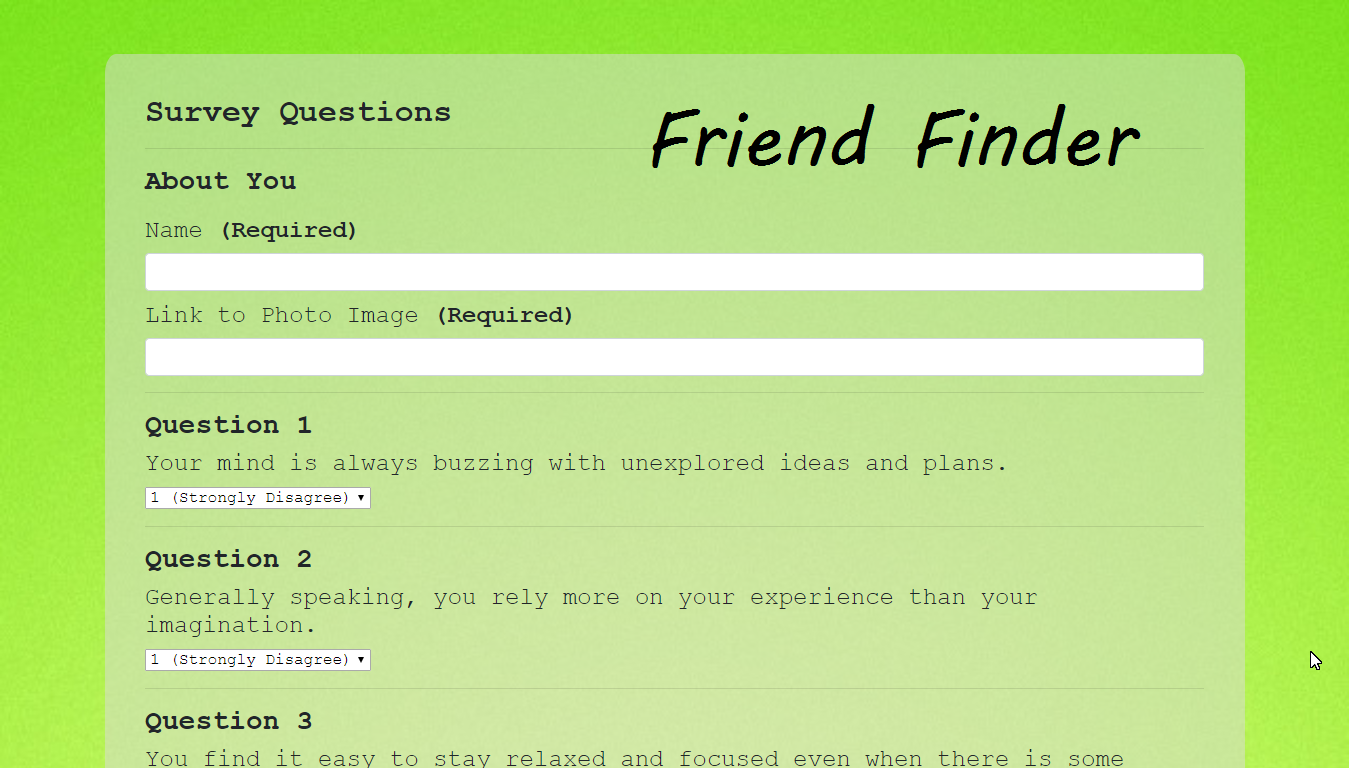 Survey Questions
Friend Finder
About You
Name (Required)
Link to Photo Image (Required)
Question 1
Your mind is always buzzing with unexplored ideas and plans.
1 (Strongly Disagree)
Question 2
Generally speaking, you rely more on your experience than your
imagination.
1 (Strongly Disagree)
Question 3
You find it easy to stay relaxed and focused even when there is some